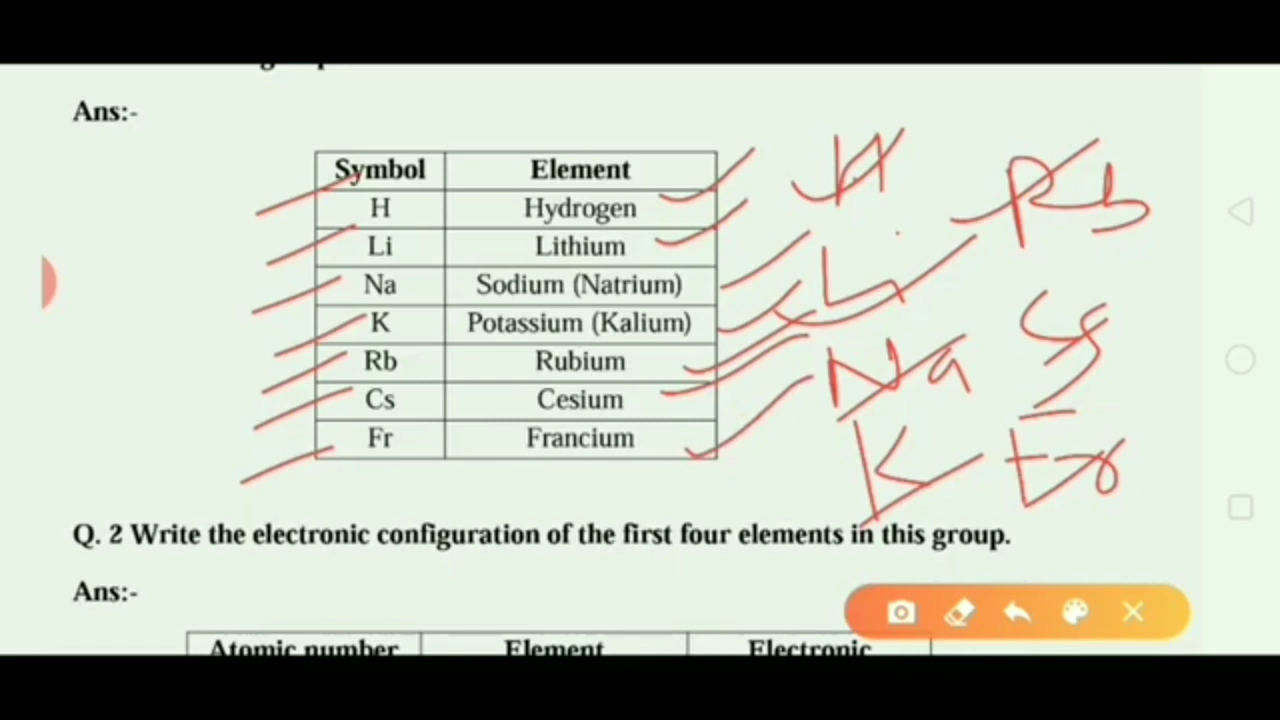 Ans:-
Symbol Element
H Hydrogen
Li Lithium
Na Sodium (Natrium)
K Potassium (Kalium)
Rb Rubium
Cs Cesium
Fr Francium
H Rb
Li Cs
Na
K Fr
Q. 2 Write the electronic configuration of the first four elements in this group.
Ans:-
Atomic number Element Electronic